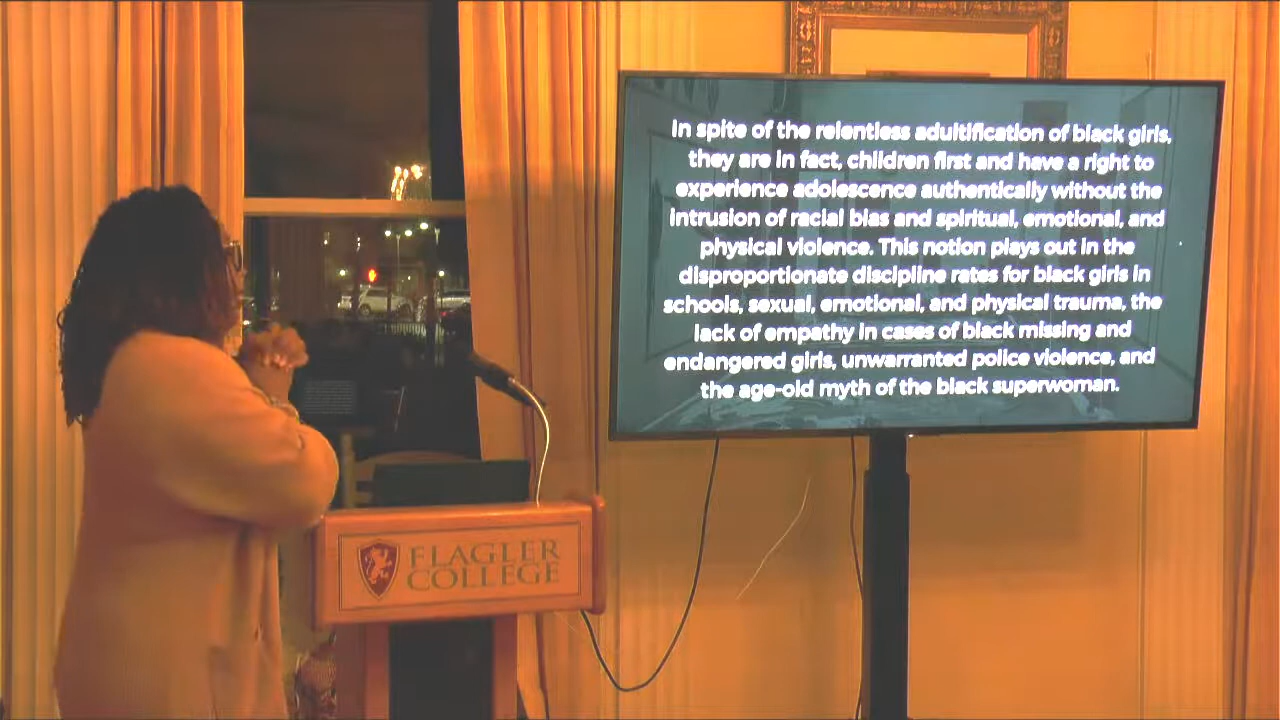 In spite of the relentless adultification of black girls,
they are in fact, children first and have a right to
experience adolescence authentically without the
intrusion of racial bias and spiritual, emotional, and
physical violence. This notion plays out in the
disproportionate discipline rates for black girls in
schools, sexual, emotional, and physical trauma, the
lack of empathy in cases of black missing and
endangered girls, unwarranted police violence, and
the age-old myth of the black superwoman.
FLAGLER
COLLEGE